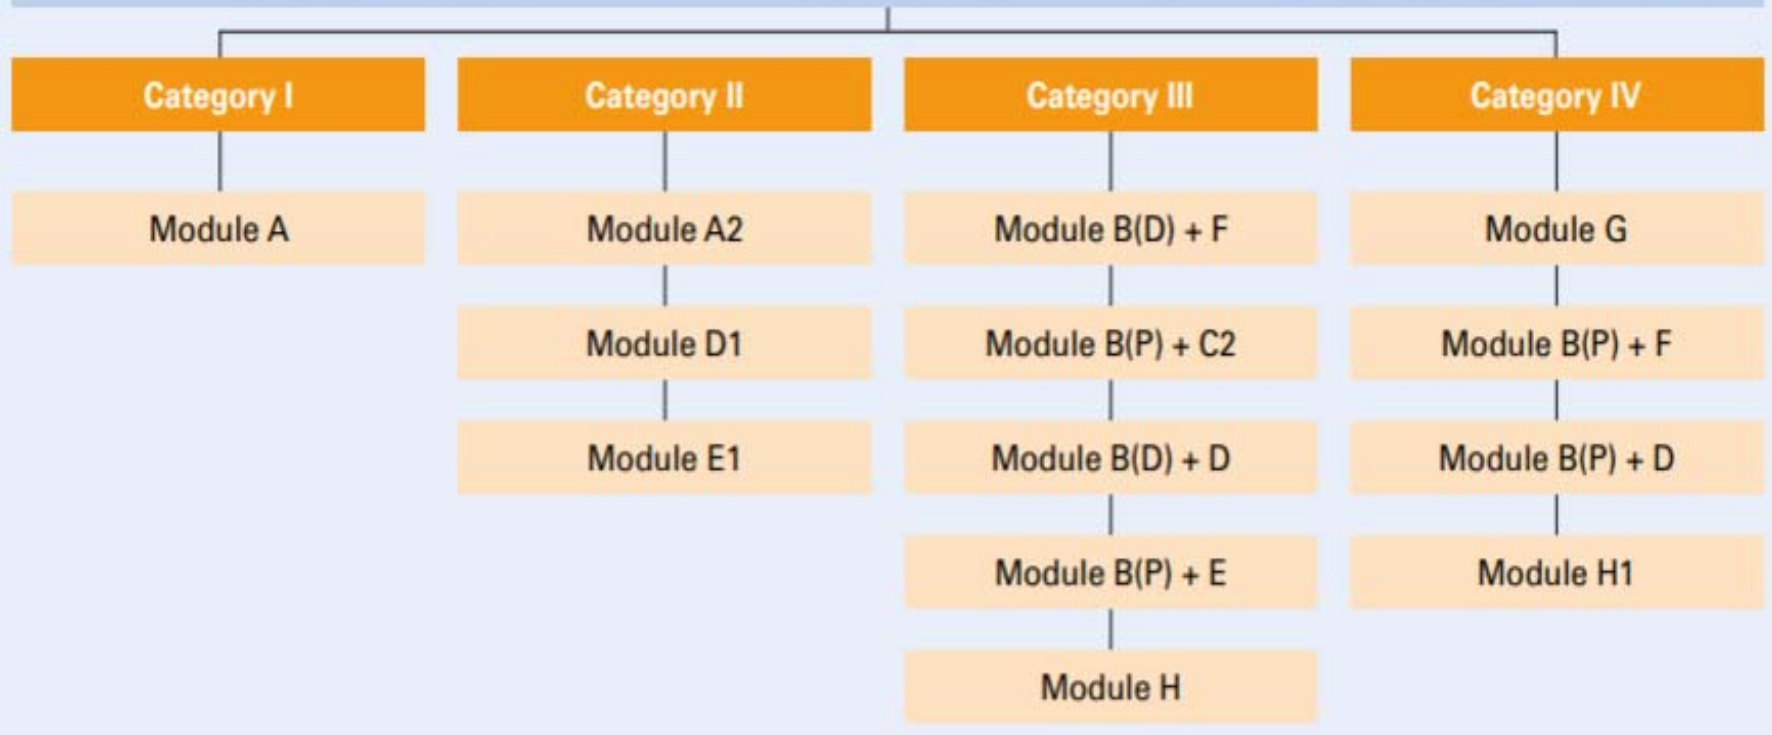 Category I
Category II
Category III
Category IV
Module A
Module A2
Module B(D) + F
Module G
Module D1
Module B(P) + C2
Module B(P) + F
Module E1
Module B(D) + D
Module B(P) + D
Module B(P) + E
Module H1
Module H